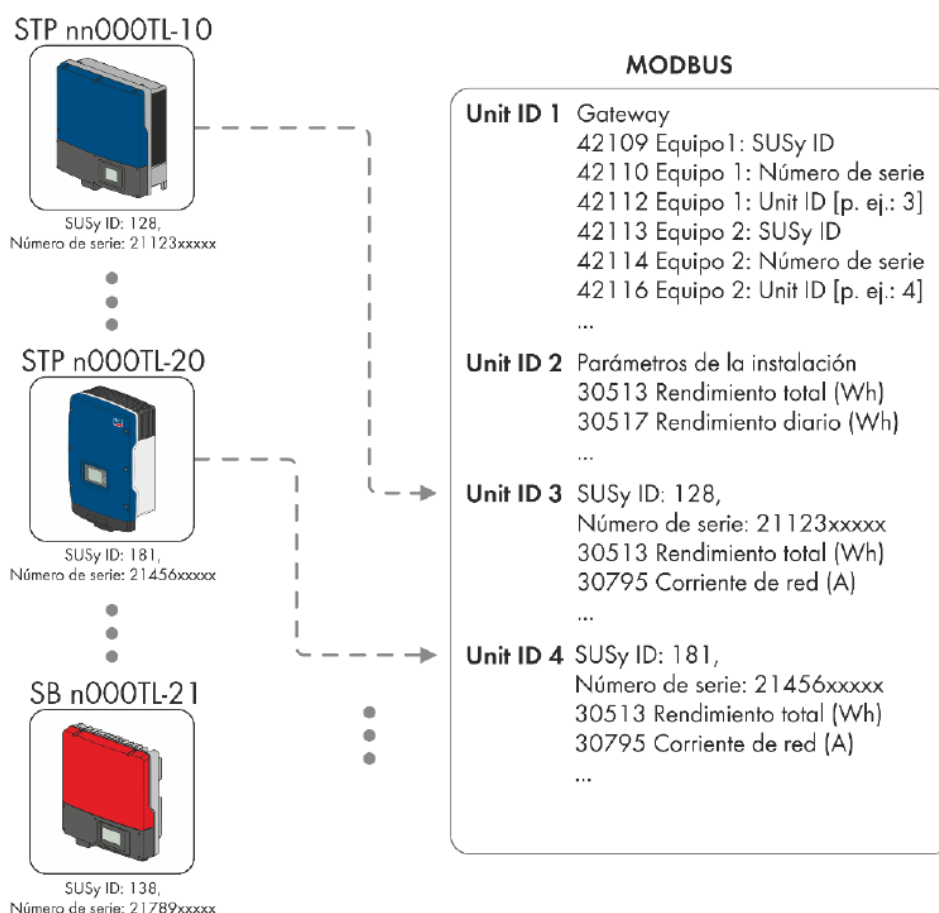 STP nn000TL-10
SUSy ID: 128,
Número de serie: 21123xxxxx
STP n000TL-20
SUSy ID: 181,
Número de serie: 21456xxxxx
SB n000TL-21
SUSy ID: 138,
Número de serie: 21789xxxxx
MODBUS
Unit ID 1 Gateway
42109 Equipo1: SUSy ID
42110 Equipo 1: Número de serie
42112 Equipo 1: Unit ID [p. ej.: 3]
42113 Equipo 2: SUSy ID
42114 Equipo 2: Número de serie
42116 Equipo 2: Unit ID [p. ej.: 4]
...
Unit ID 2 Parámetros de la instalación
30513 Rendimiento total (Wh)
30517 Rendimiento diario (Wh)
...
Unit ID 3 SUSy ID: 128,
Número de serie: 21123xxxxx
30513 Rendimiento total (Wh)
30795 Corriente de red (A)
...
Unit ID 4 SUSy ID: 181,
Número de serie: 21456xxxxx
30513 Rendimiento total (Wh)
30795 Corriente de red (A)
...